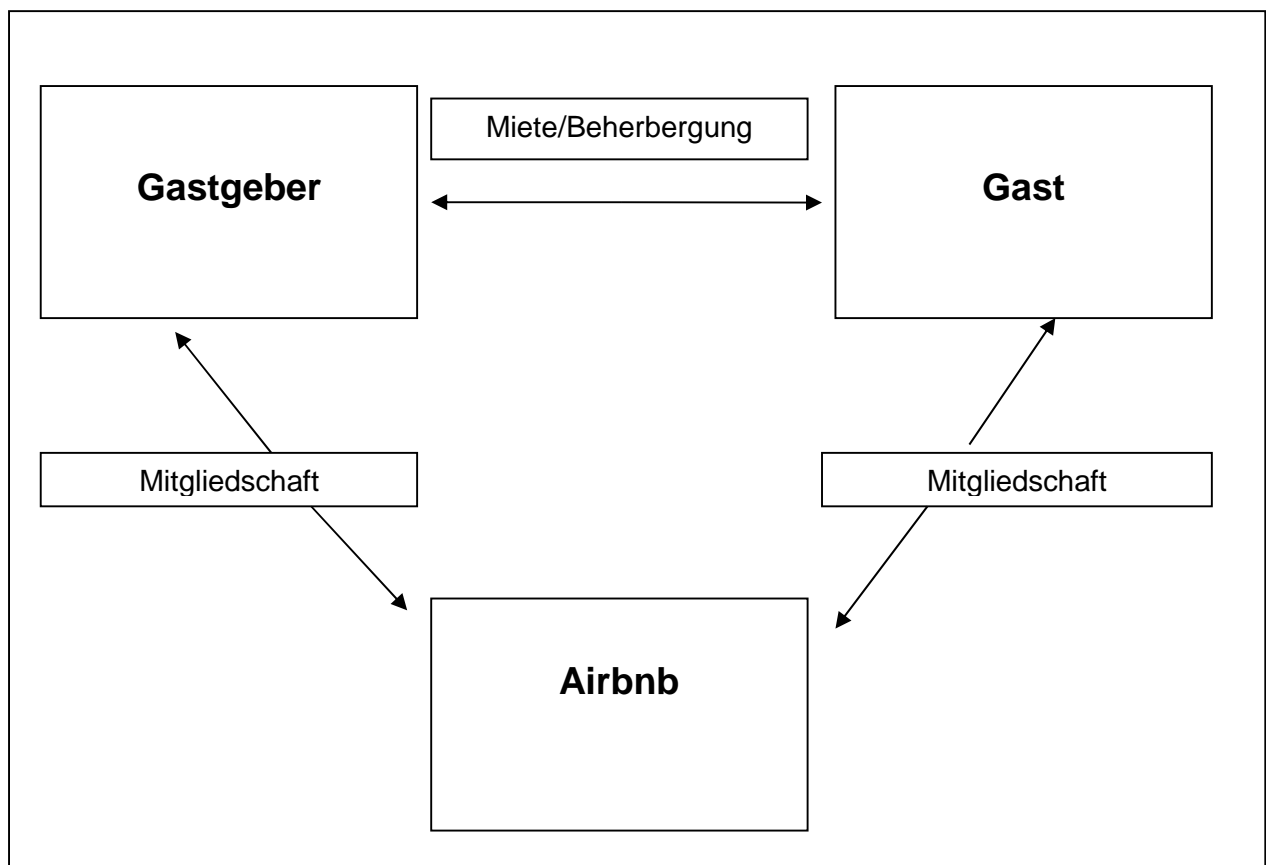 Miete/Beherbergung
Gastgeber
Gast
Mitgliedschaft
Mitgliedschaft
Airbnb